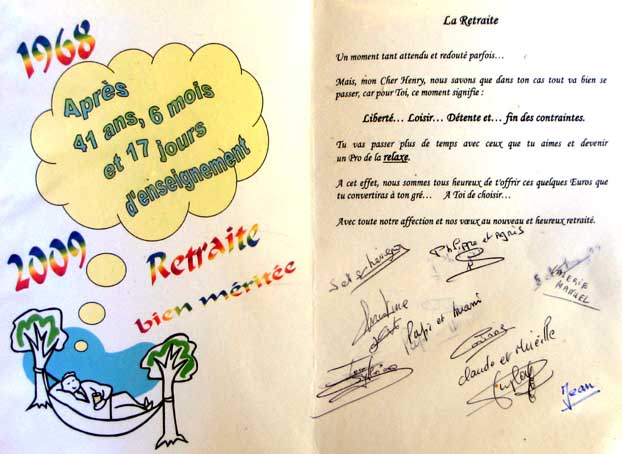 1968
Après
41 ans, 6 mois
et 17 jours
d'enseignement
2009
Retraite
bien méritée
La Retraite
Un moment tant attendu et redouté parfois…
Mais, mon Cher Henry, nous savons que dans ton cas tout va bien se
passer, car pour Toi, ce moment signifie :
Liberté… Loisir… Détente et… fin des contraintes.
Tu vas passer plus de temps avec ceux que tu aimes et devenir
un Pro de la relaxe.
A cet effet, nous sommes tous heureux de t'offrir ces quelques Euros que
tu convertiras à ton gré… A Toi de choisir…
Avec toute notre affection et nos vœux au nouveau et heureux retraité.
Philippe et Agnès
VALERIE
MANUEL
Papi et mami
Claude et Mireille
Jean